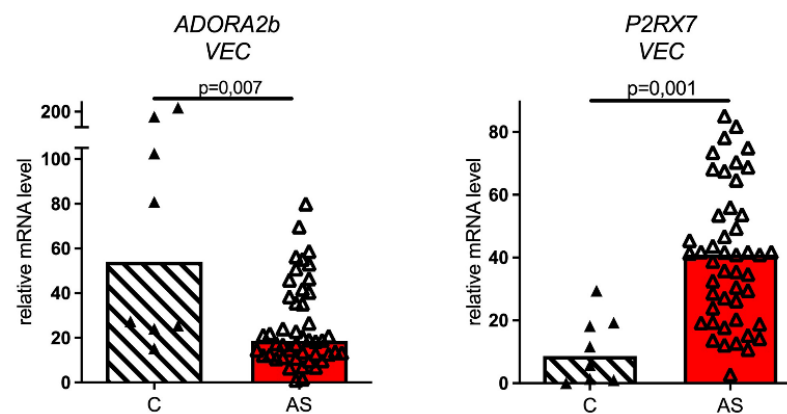 ADORA2b
VEC
p=0,007
200
100
80
60
40
20
0
relative mRNA level
C
AS
P2RX7
VEC
p=0,001
80
60
40
20
0
relative mRNA level
C
AS